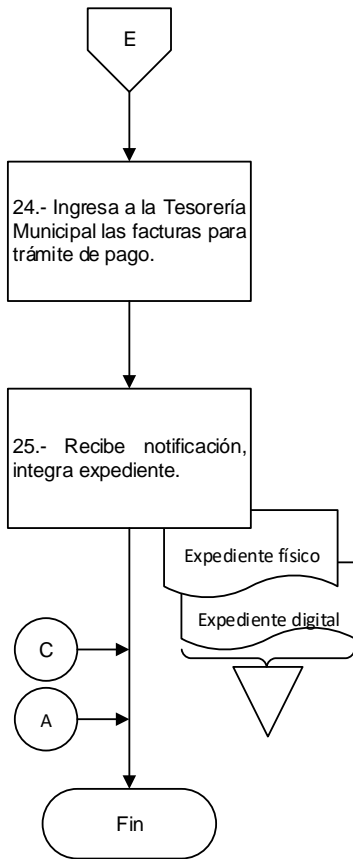 E
24.- Ingresa a la Tesorería
Municipal las facturas para
trámite de pago.
25.- Recibe notificación,
integra expediente.
Expediente físico
Expediente digital
C
A
Fin